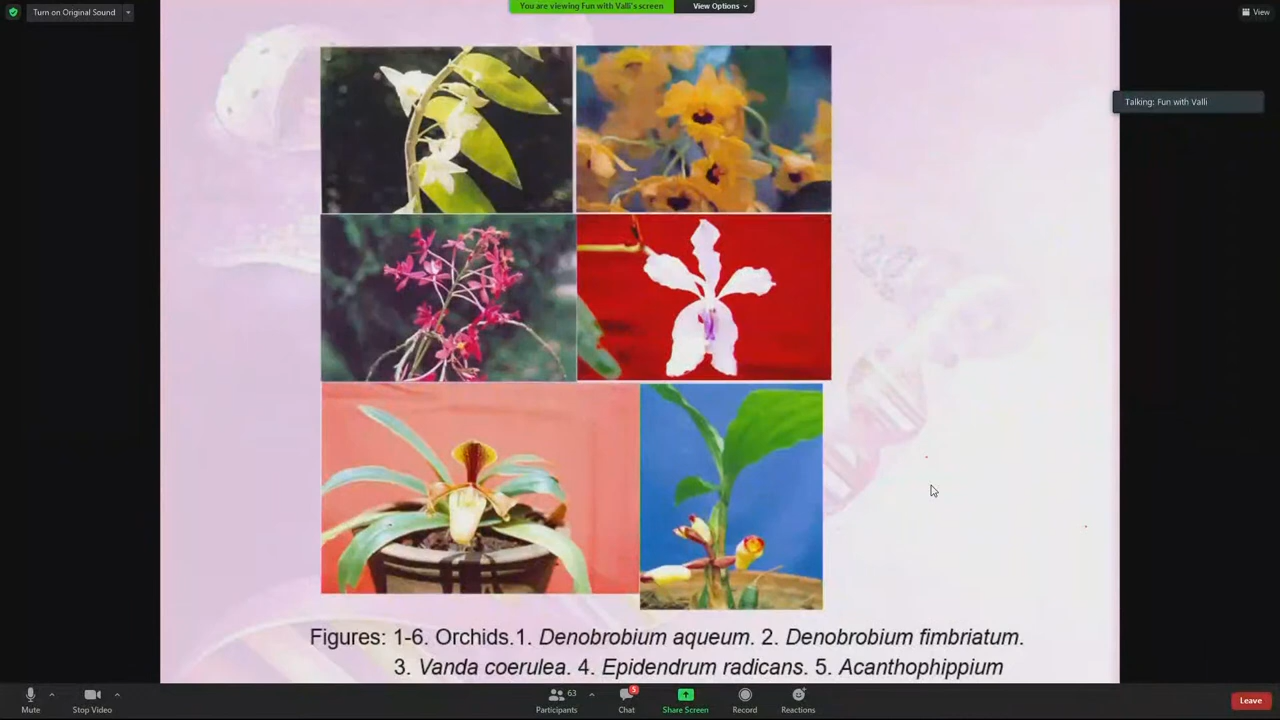 Turn on Original Sound
You are viewing Fun with Valli's screen
View Options
View
Talking: Fun with Valli
Figures: 1-6. Orchids.1. Denobrobium aqueum. 2. Denobrobium fimbriatum.
3. Vanda coerulea. 4. Epidendrum radicans. 5. Acanthophippium
Mute
Stop Video
63
Participants
5
Chat
Share Screen
Record
Reactions
Leave